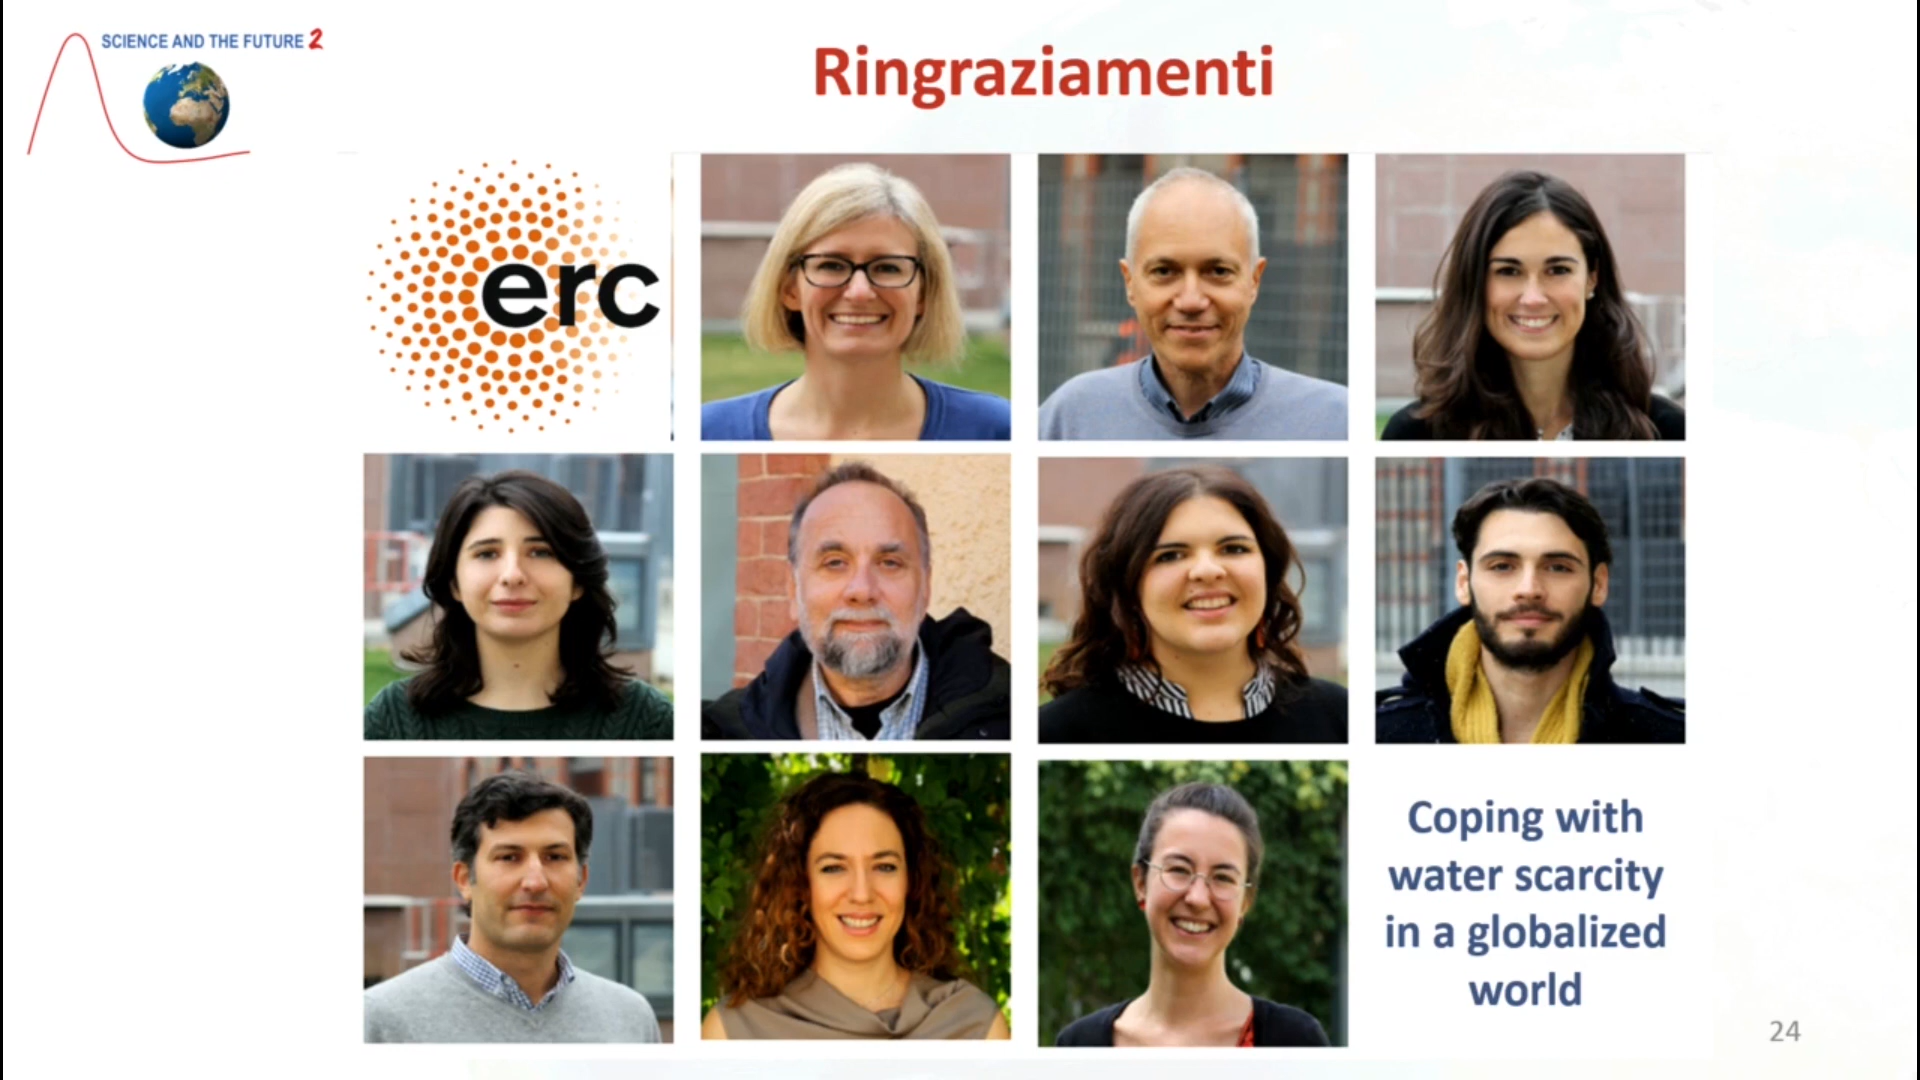 SCIENCE AND THE FUTURE 2
Ringraziamenti
erc
Coping with
water scarcity
in a globalized
world
24